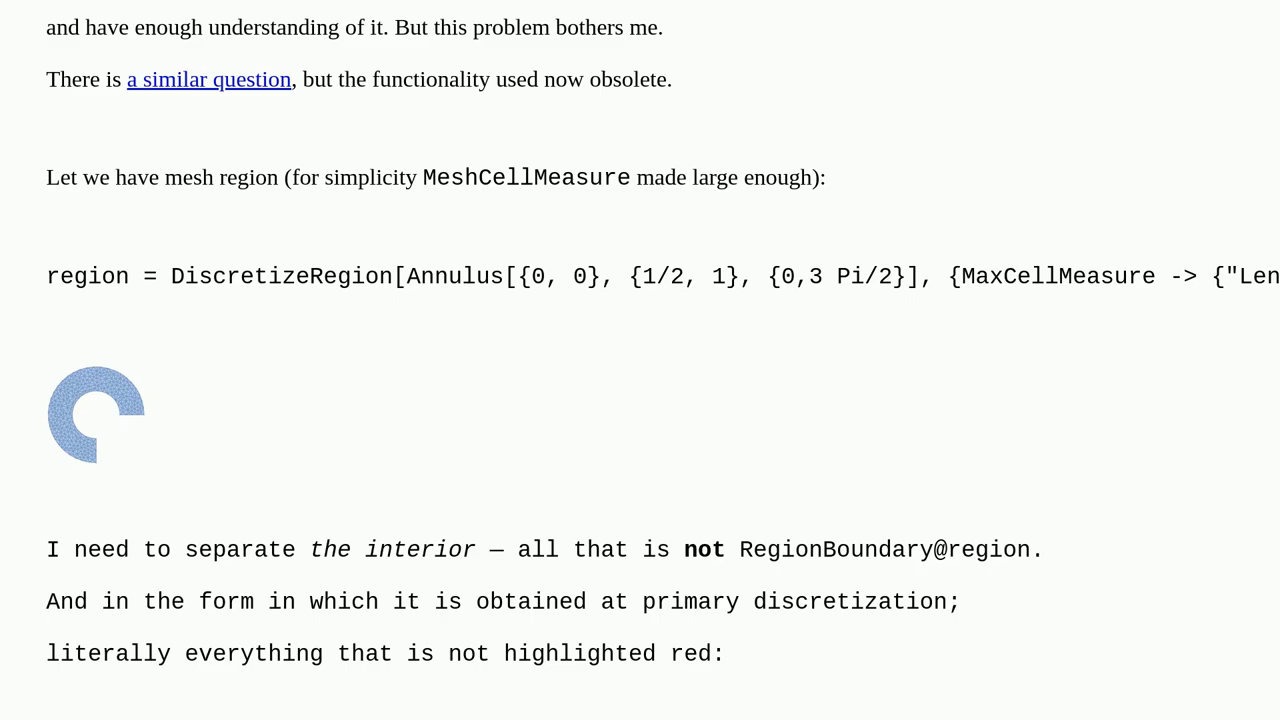 and have enough understanding of it. But this problem bothers me.
There is a similar question, but the functionality used now obsolete.
Let we have mesh region (for simplicity MeshCellMeasure made large enough):
region = DiscretizeRegion[Annulus[{0, 0}, {1/2, 1}, {0,3 Pi/2}], {MaxCellMeasure -> {"Len
I need to separate the interior — all that is not RegionBoundary@region.
And in the form in which it is obtained at primary discretization;
literally everything that is not highlighted red: